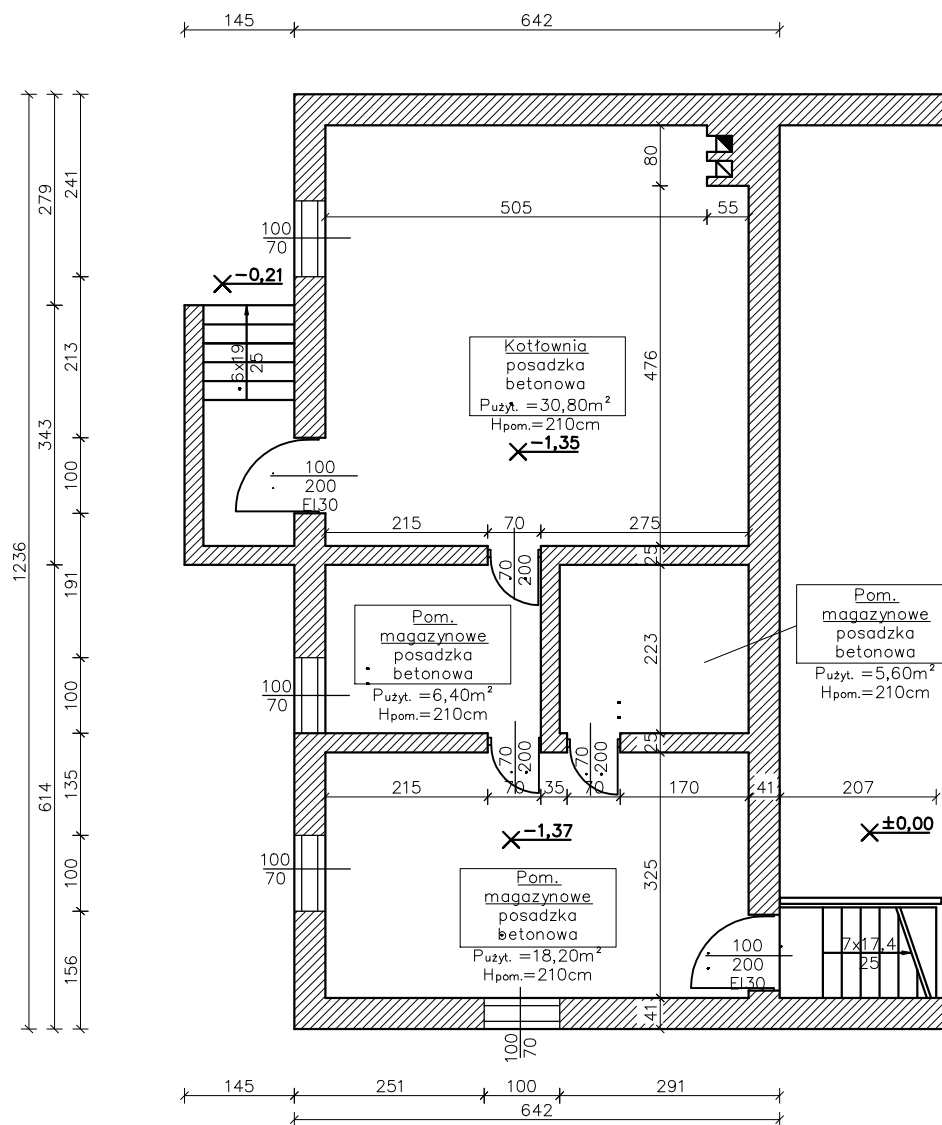 145
642
279
241
80
505
55
100
70
-0,21
213
6x19
25
Kotłownia
posadzka
betonowa
Pużyt. =30,80m²
Hpom.=210cm
-1,35
476
343
100
100
200
EI30
1236
215
70
275
25
70
200
191
Pom.
magazynowe
posadzka
betonowa
Pużyt. =6,40m²
Hpom.=210cm
223
Pom.
magazynowe
posadzka
betonowa
Pużyt. =5,60m²
Hpom.=210cm
100
100
70
70
200
70
200
25
614
135
215
70
35
70
170
41
207
-1,37
±0,00
100
100
70
325
Pom.
magazynowe
posadzka
betonowa
Pużyt. =18,20m²
Hpom.=210cm
156
100
200
EI30
7x17,4
25
41
100
70
145
251
100
291
642